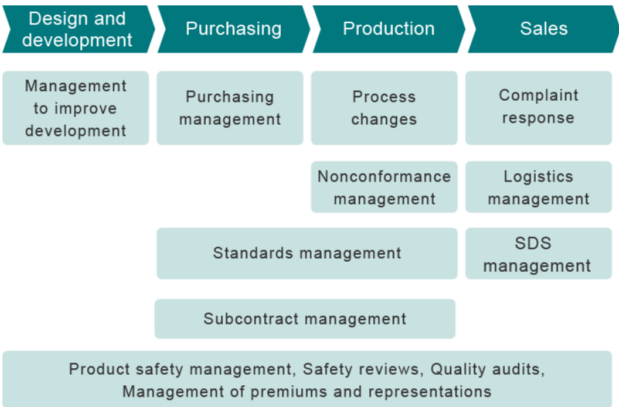 Design and
development
Purchasing
Production
Sales
Management
to improve
development
Purchasing
management
Process
changes
Complaint
response
Nonconformance
management
Logistics
management
Standards management
SDS
management
Subcontract management
Product safety management, Safety reviews, Quality audits,
Management of premiums and representations